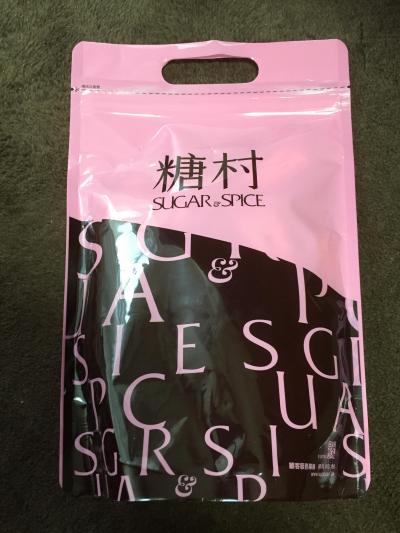 糖村
SUGAR & SPICE
S G R
&
A & P
S I E S G I
S P C U A
S G R S I S
I A & R